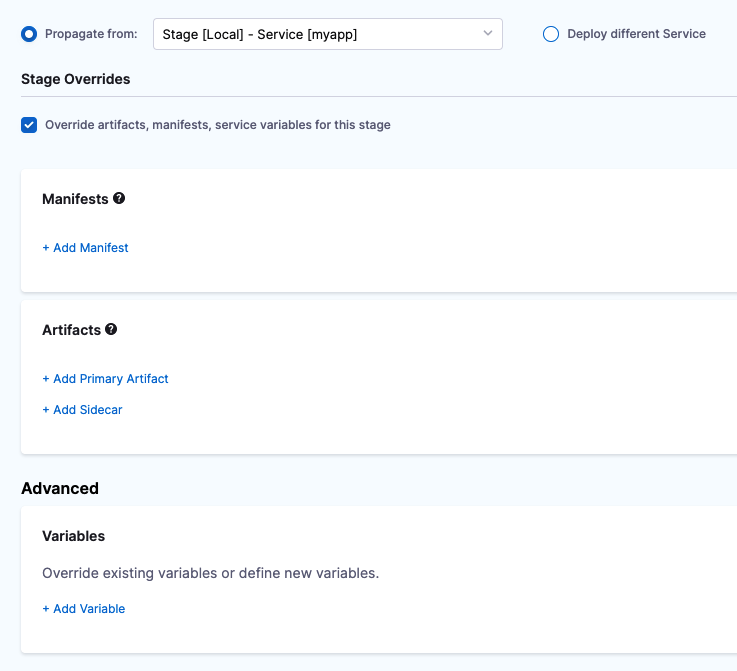 Propagate from: Stage [Local] - Service [myapp] Deploy different Service
Stage Overrides
Override artifacts, manifests, service variables for this stage
Manifests
+ Add Manifest
Artifacts
+ Add Primary Artifact
+ Add Sidecar
Advanced
Variables
Override existing variables or define new variables.
+ Add Variable